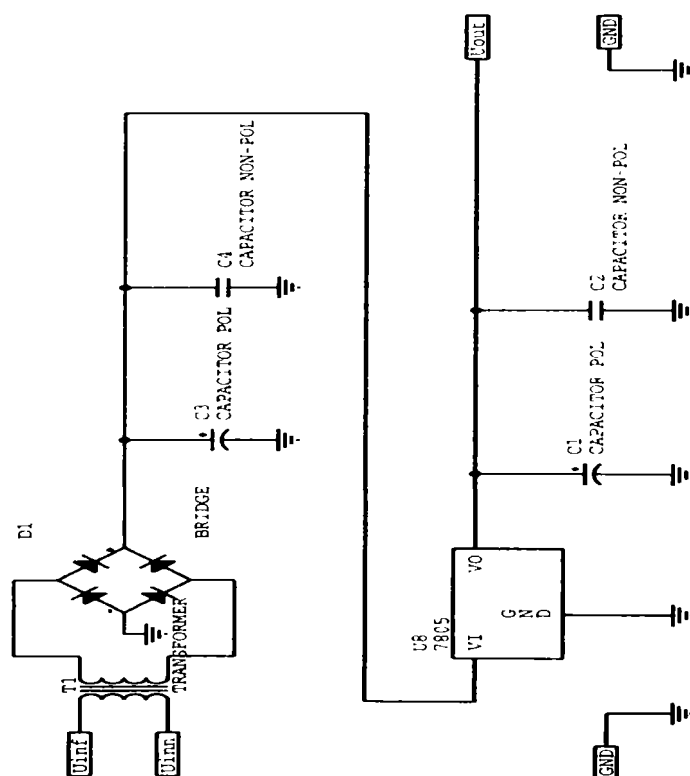 Uinf
Uinn
T1
TRANSFORMER
D1
BRIDGE
C3
CAPACITOR POL
C4
CAPACITOR NON-POL
GND
U8
7805
VI
VO
GND
C1
CAPACITOR POL
C2
CAPACITOR NON-POL
Uout
GND